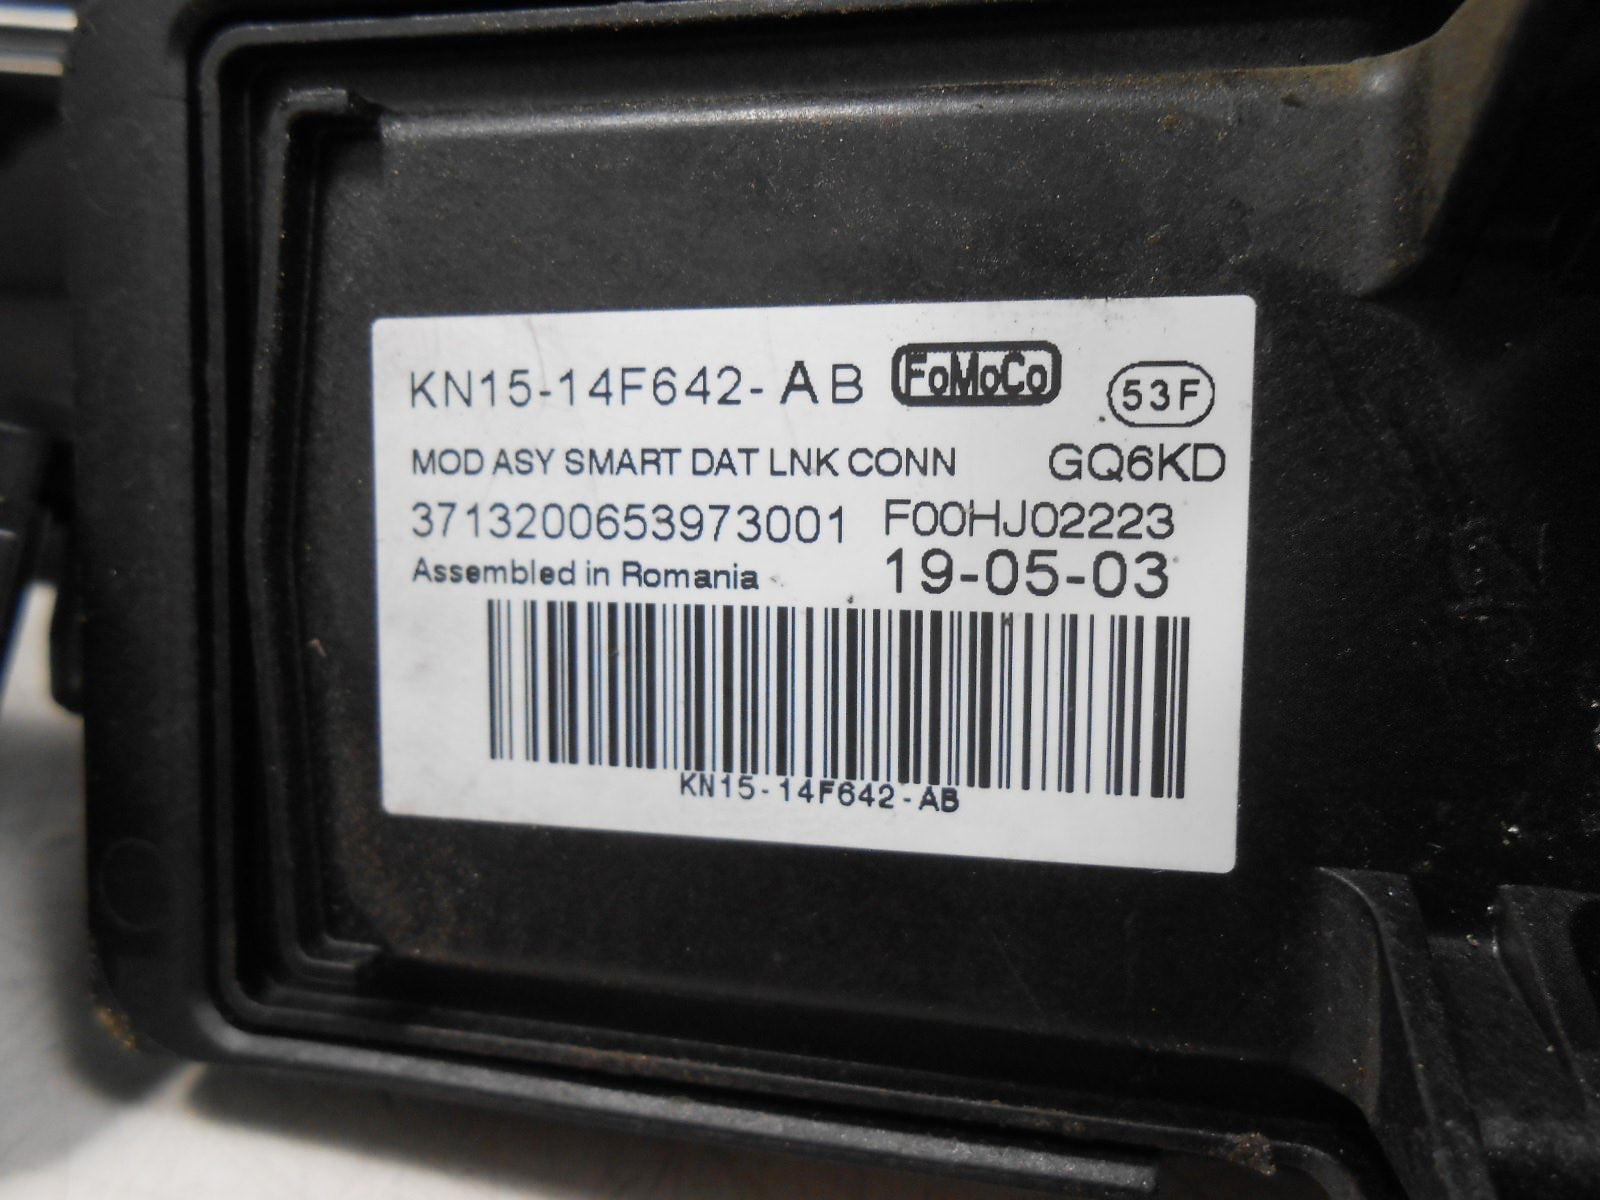 KN15-14F642-AB FoMoCo 53F
MOD ASY SMART DAT LNK CONN GQ6KD
3713200653973001 F00HJ02223
Assembled in Romania 19-05-03
KN15-14F642-AB